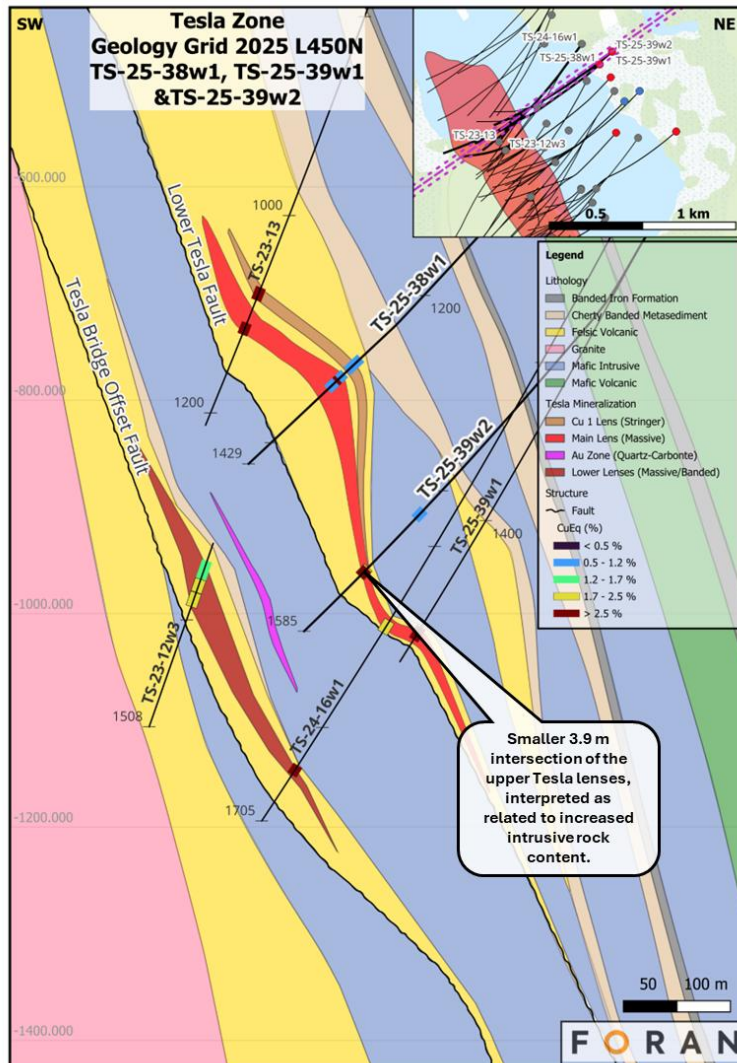 SW
Tesla Zone
Geology Grid 2025 L450N
TS-25-38w1, TS-25-39w1
&TS-25-39w2
NE
TS-24-16w1
TS-25-38w1
TS-25-39w2
TS-25-39w1
TS-23-13
TS-23-12w3
0.5
1 km
-600.000
1000
Lower Tesla Fault
TS-23-13
TS-25-38w1
1200
Tesla Bridge Offset Fault
-800.000
1200
1429
TS-25-39w2
TS-25-39w1
1400
-1000.000
1585
TS-23-12w3
1508
TS-24-16w1
1705
-1200.000
-1400.000
Legend
Lithology
Banded Iron Formation
Cherty Banded Metasediment
Felsic Volcanic
Granite
Mafic Intrusive
Mafic Volcanic
Tesla Mineralization
Cu 1 Lens (Stringer)
Main Lens (Massive)
Au Zone (Quartz-Carbonte)
Lower Lenses (Massive/Banded)
Structure
Fault
CuEq (%)
< 0.5 %
0.5 - 1.2 %
1.2 - 1.7 %
1.7 - 2.5 %
> 2.5 %
Smaller 3.9 m
intersection of the
upper Tesla lenses,
interpreted as
related to increased
intrusive rock
content.
50
100 m
FORAN